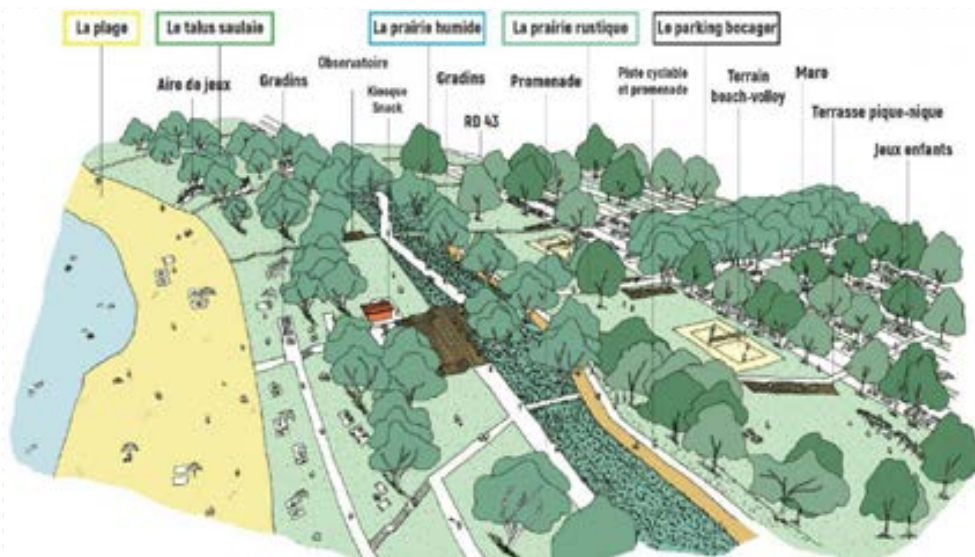 La plage
Le talus saulaie
La prairie humide
La prairie rustique
Le parking bocager
Aire de jeux
Gradins
Observatoire
Kiosque
Snack
Gradins
RD 43
Promenade
Piste cyclable
et promenade
Terrain
beach-volley
Mare
Terrasse pique-nique
Jeux enfants